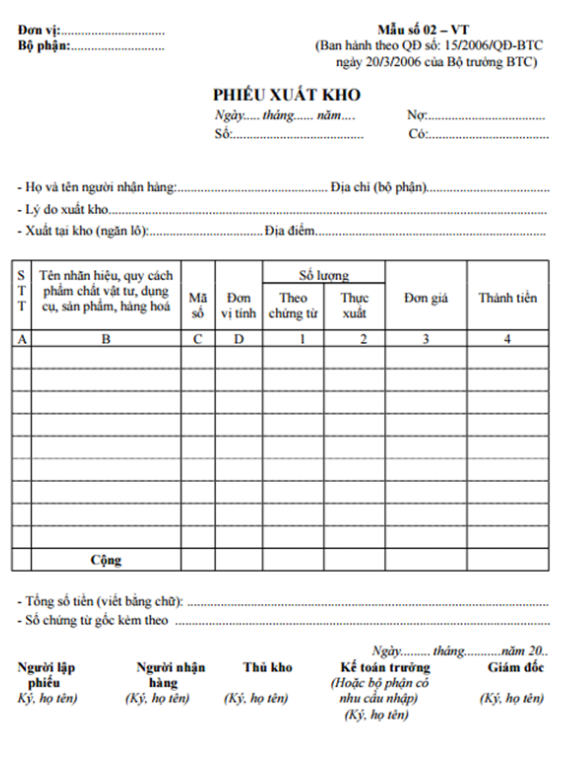 Đơn vị:................................
Bộ phận:.............................
Mẫu số 02 – VT
(Ban hành theo QĐ số: 15/2006/QĐ-BTC
ngày 20/3/2006 của Bộ trưởng BTC)
PHIẾU XUẤT KHO
Ngày..... tháng...... năm....
Nợ:....................................
Số:........................................
Có:.....................................
- Họ và tên người nhận hàng:.............................................. Địa chỉ (bộ phận)......................................
- Lý do xuất kho.......................................................................................................................................
- Xuất tại kho (ngăn lô):................................... Địa điểm........................................................................
S T T
Tên nhãn hiệu, quy cách phẩm chất vật tư, dụng cụ, sản phẩm, hàng hoá
Mã số
Đơn vị tính
Số lượng
Theo chứng từ
Thực xuất
Đơn giá
Thành tiền
A B C D 1 2 3 4
Cộng
- Tổng số tiền (viết bằng chữ): ................................................................................................................
- Số chứng từ gốc kèm theo ...................................................................................................................
Ngày......... tháng...........năm 20..
Người lập phiếu
(Ký, họ tên)
Người nhận hàng
(Ký, họ tên)
Thủ kho
(Ký, họ tên)
Kế toán trưởng
(Hoặc bộ phận có nhu cầu nhập)
(Ký, họ tên)
Giám đốc
(Ký, họ tên)